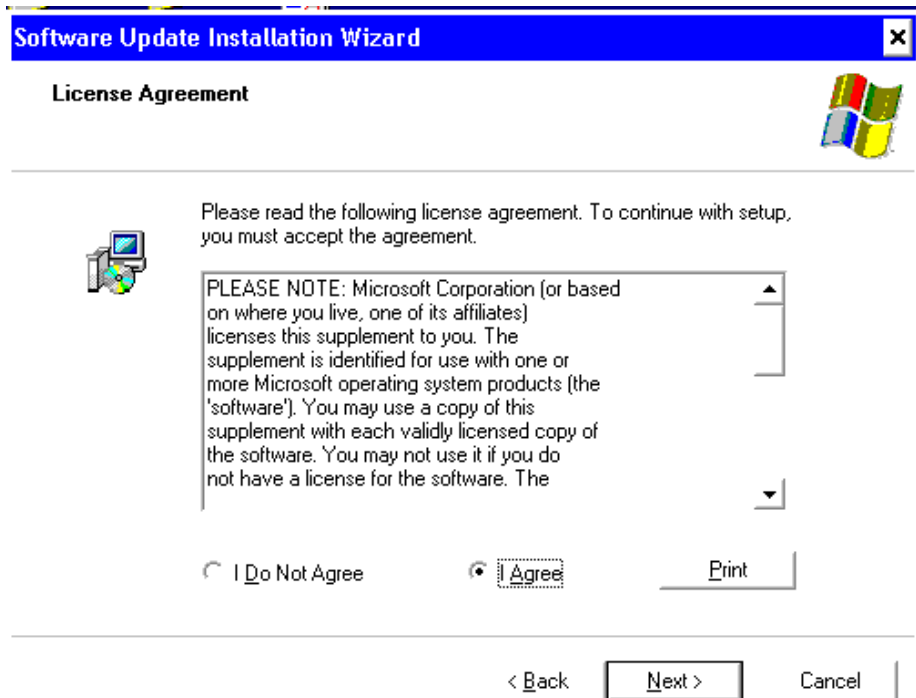 Software Update Installation Wizard
License Agreement
Please read the following license agreement. To continue with setup,
you must accept the agreement.
PLEASE NOTE: Microsoft Corporation (or based
on where you live, one of its affiliates)
licenses this supplement to you. The
supplement is identified for use with one or
more Microsoft operating system products (the
'software'). You may use a copy of this
supplement with each validly licensed copy of
the software. You may not use it if you do
not have a license for the software. The
I Do Not Agree
I Agree
Print
< Back
Next >
Cancel